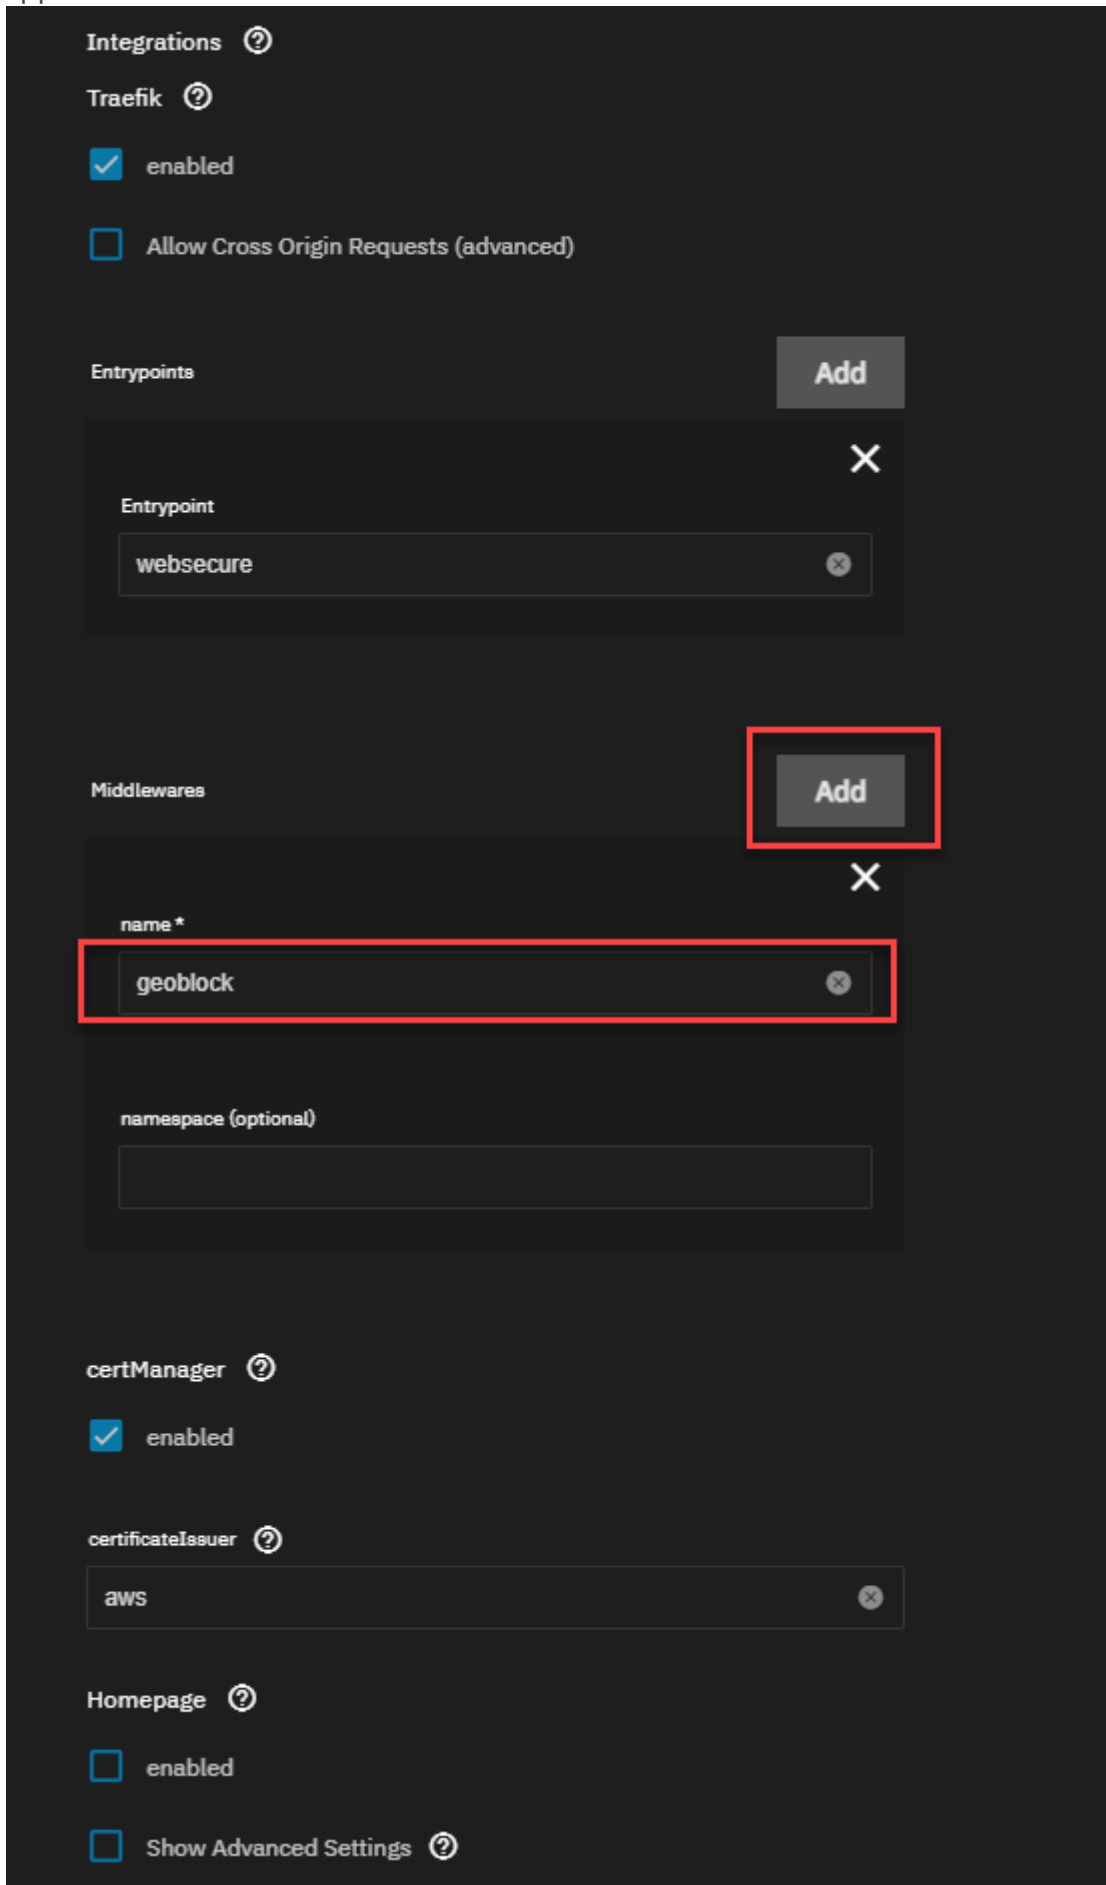 Integrations
Traefik
enabled
Allow Cross Origin Requests (advanced)
Entrypoints
Add
Entrypoint
websecure
Middlewares
Add
name*
geoblock
namespace (optional)
certManager
enabled
certificateIssuer
aws
Homepage
enabled
Show Advanced Settings